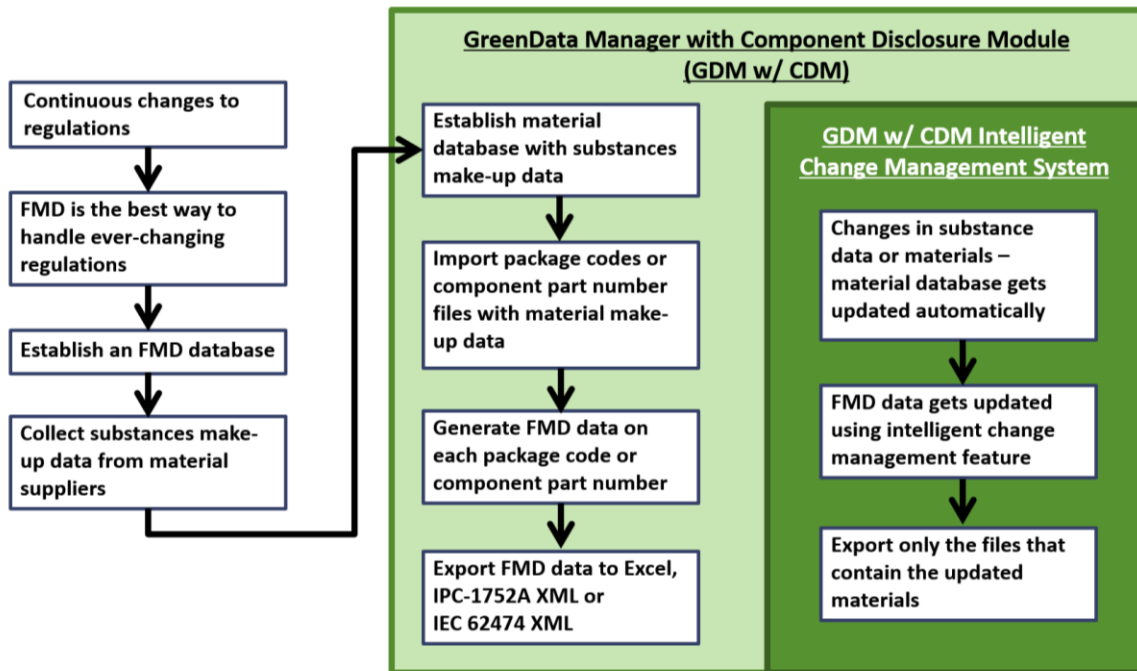 GreenData Manager with Component Disclosure Module
(GDM w/ CDM)
Continuous changes to
regulations
FMD is the best way to
handle ever-changing
regulations
Establish an FMD database
Collect substances make-
up data from material
suppliers
Establish material
database with substances
make-up data
Import package codes or
component part number
files with material make-
up data
Generate FMD data on
each package code or
component part number
Export FMD data to Excel,
IPC-1752A XML or
IEC 62474 XML
GDM w/ CDM Intelligent
Change Management System
Changes in substance
data or materials –
material database gets
updated automatically
FMD data gets updated
using intelligent change
management feature
Export only the files that
contain the updated
materials